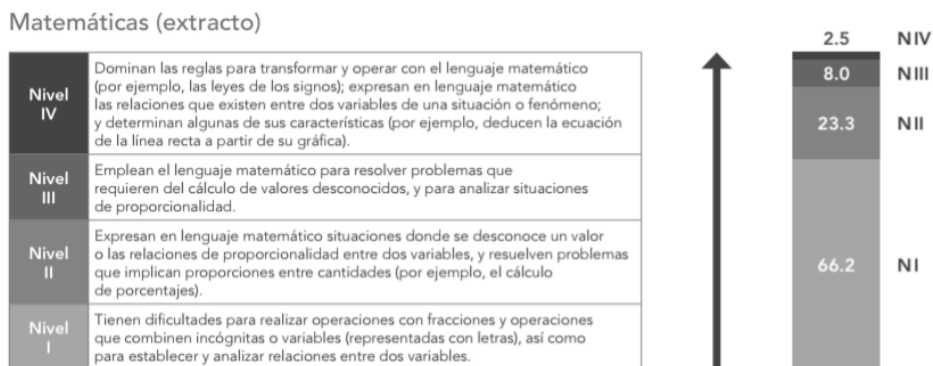 Matemáticas (extracto)
Nivel
IV
Dominan las reglas para transformar y operar con el lenguaje matemático
(por ejemplo, las leyes de los signos); expresan en lenguaje matemático
las relaciones que existen entre dos variables de una situación o fenómeno;
y determinan algunas de sus características (por ejemplo, deducen la ecuación
de la línea recta a partir de su gráfica).
Nivel
III
Emplean el lenguaje matemático para resolver problemas que
requieren del cálculo de valores desconocidos, y para analizar situaciones
de proporcionalidad.
Nivel
II
Expresan en lenguaje matemático situaciones donde se desconoce un valor
o las relaciones de proporcionalidad entre dos variables, y resuelven problemas
que implican proporciones entre cantidades (por ejemplo, el cálculo
de porcentajes).
Nivel
I
Tienen dificultades para realizar operaciones con fracciones y operaciones
que combinen incógnitas o variables (representadas con letras), así como
para establecer y analizar relaciones entre dos variables.
2.5 NIV
8.0 NIII
23.3 NII
66.2 NI